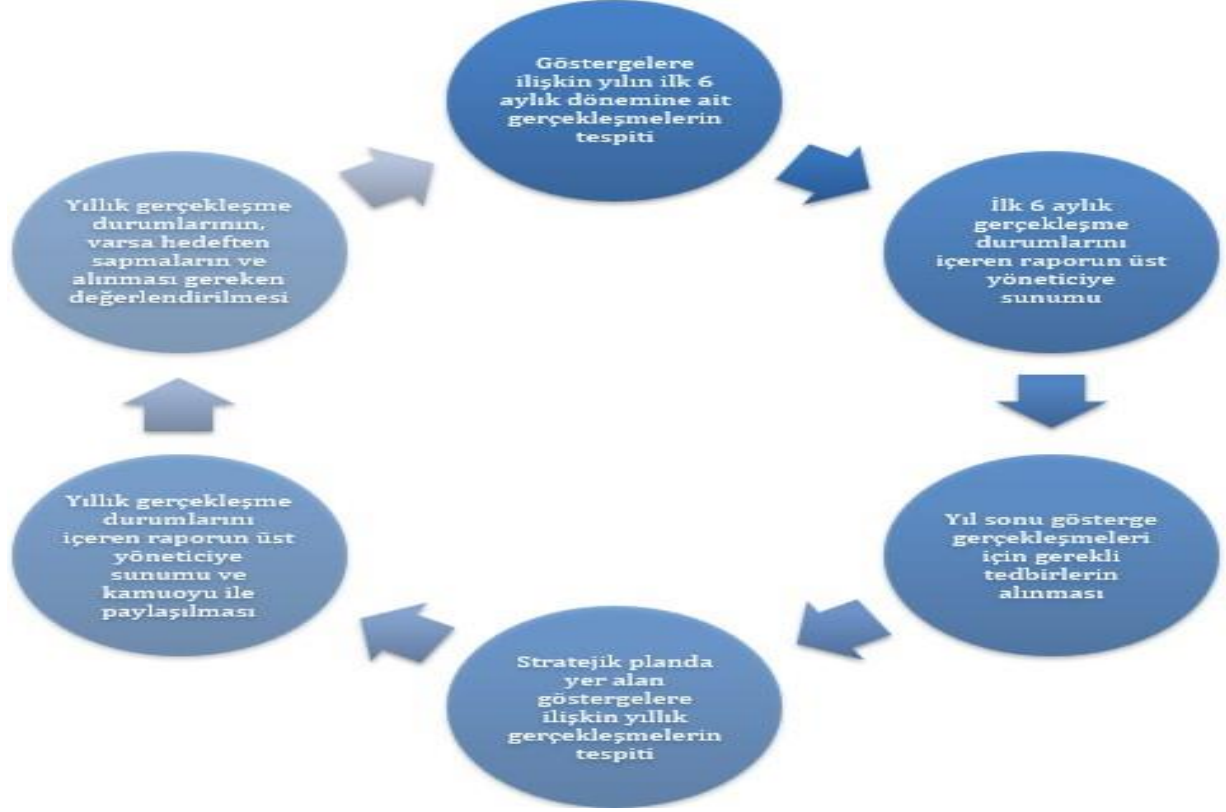 Göstergelere
ilişkin yılın ilk 6
aylık dönemine ait
gerçekleşmelerin
tespiti
İlk 6 aylık
gerçekleşme
durumlarını
içeren raporun üst
yöneticiye
sunumu
Yıl sonu gösterge
gerçekleşmeleri
için gerekli
tedbirlerin
alınması
Stratejik planda
yer alan
göstergelere
ilişkin yıllık
gerçekleşmelerin
tespiti
Yıllık gerçekleşme
durumlarını
içeren raporun üst
yöneticiye
sunumu ve
kamuoyu ile
paylaşılması
Yıllık gerçekleşme
durumlarının,
varsa hedeften
sapmaların ve
alınması gereken
değerlendirilmesi